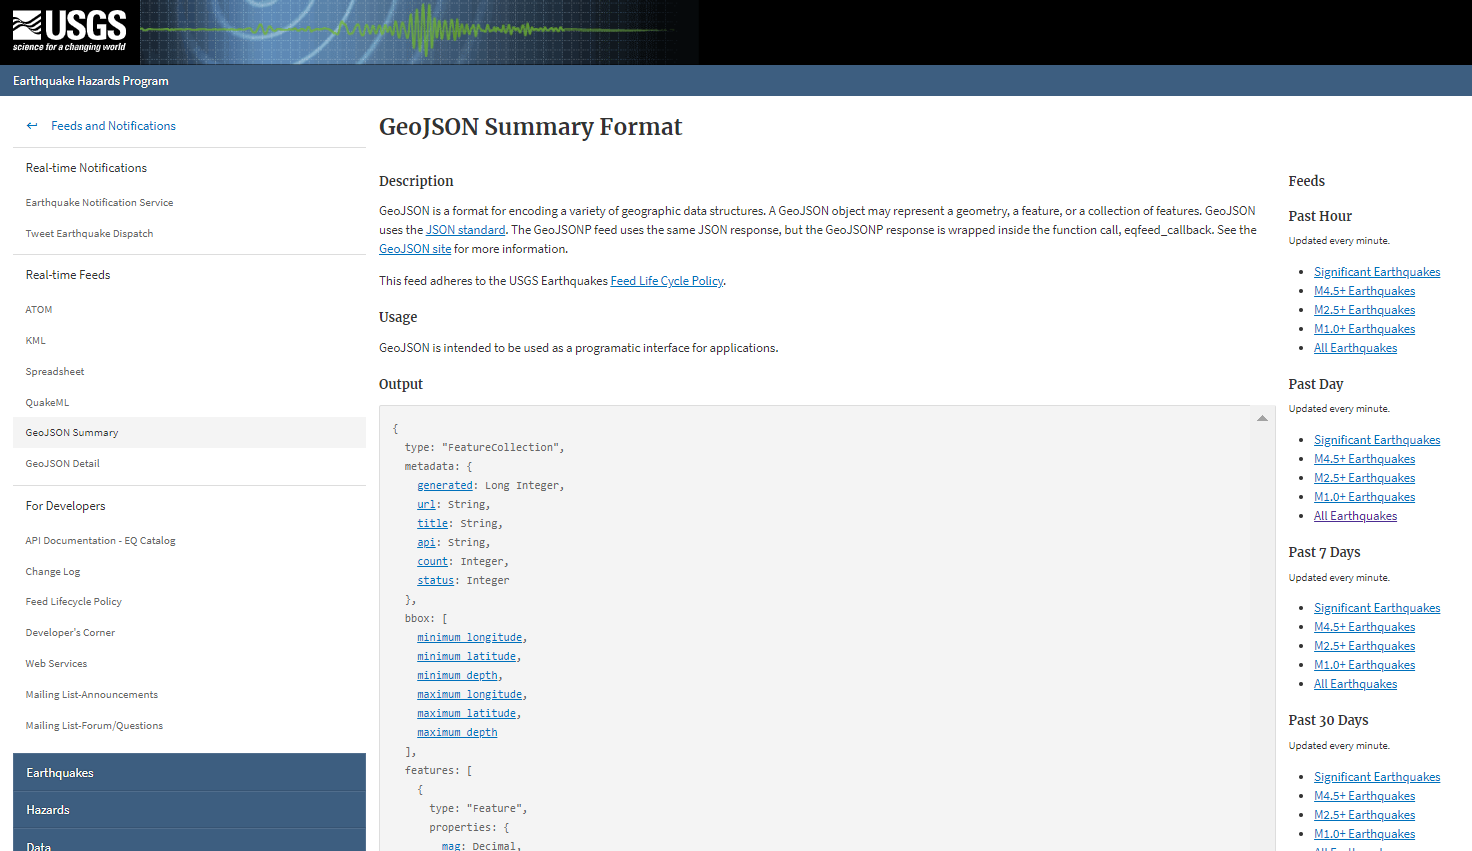 USGS
science for a changing world
Earthquake Hazards Program
↩ Feeds and Notifications
Real-time Notifications
Earthquake Notification Service
Tweet Earthquake Dispatch
Real-time Feeds
ATOM
KML
Spreadsheet
QuakeML
GeoJSON Summary
GeoJSON Detail
For Developers
API Documentation - EQ Catalog
Change Log
Feed Lifecycle Policy
Developer's Corner
Web Services
Mailing List-Announcements
Mailing List-Forum/Questions
Earthquakes
Hazards
Data
GeoJSON Summary Format
Description
GeoJSON is a format for encoding a variety of geographic data structures. A GeoJSON object may represent a geometry, a feature, or a collection of features. GeoJSON
uses the JSON standard. The GeoJSONP feed uses the same JSON response, but the GeoJSONP response is wrapped inside the function call, eqfeed_callback. See the
GeoJSON site for more information.
This feed adheres to the USGS Earthquakes Feed Life Cycle Policy.
Usage
GeoJSON is intended to be used as a programatic interface for applications.
Output
{
type: "FeatureCollection",
metadata: {
generated: Long Integer,
url: String,
title: String,
api: String,
count: Integer,
status: Integer
},
bbox: [
minimum longitude,
minimum latitude,
minimum depth,
maximum longitude,
maximum latitude,
maximum depth
],
features: [
{
type: "Feature",
properties: {
mag: Decimal,
Feeds
Past Hour
Updated every minute.
• Significant Earthquakes
• M4.5+ Earthquakes
• M2.5+ Earthquakes
• M1.0+ Earthquakes
• All Earthquakes
Past Day
Updated every minute.
• Significant Earthquakes
• M4.5+ Earthquakes
• M2.5+ Earthquakes
• M1.0+ Earthquakes
• All Earthquakes
Past 7 Days
Updated every minute.
• Significant Earthquakes
• M4.5+ Earthquakes
• M2.5+ Earthquakes
• M1.0+ Earthquakes
• All Earthquakes
Past 30 Days
Updated every minute.
• Significant Earthquakes
• M4.5+ Earthquakes
• M2.5+ Earthquakes
• M1.0+ Earthquakes